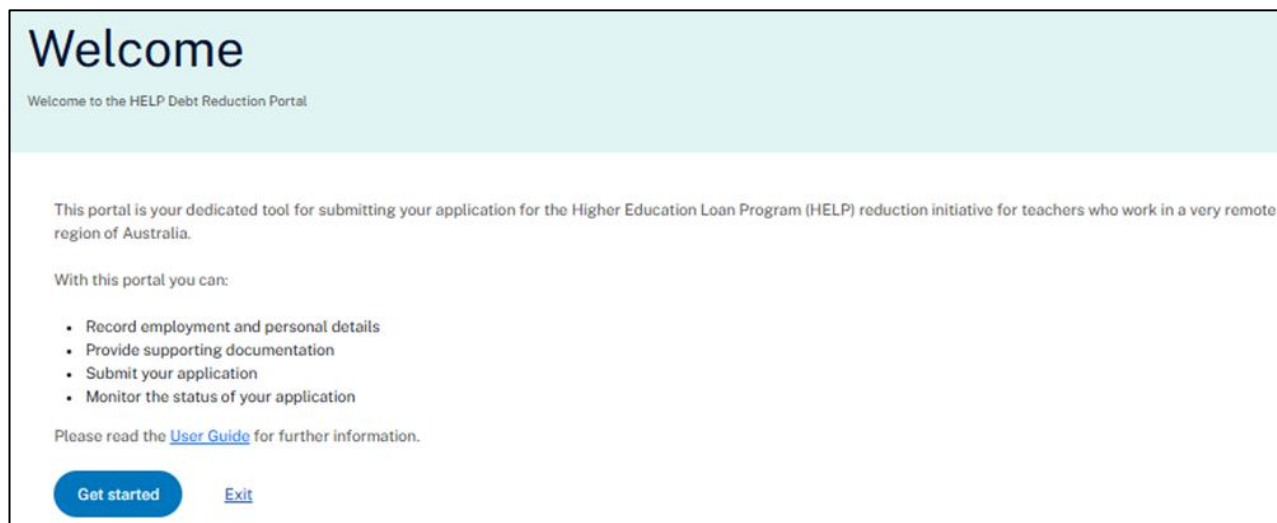 Welcome
Welcome to the HELP Debt Reduction Portal
This portal is your dedicated tool for submitting your application for the Higher Education Loan Program (HELP) reduction initiative for teachers who work in a very remote
region of Australia.
With this portal you can:
• Record employment and personal details
• Provide supporting documentation
• Submit your application
• Monitor the status of your application
Please read the User Guide for further information.
Get started Exit